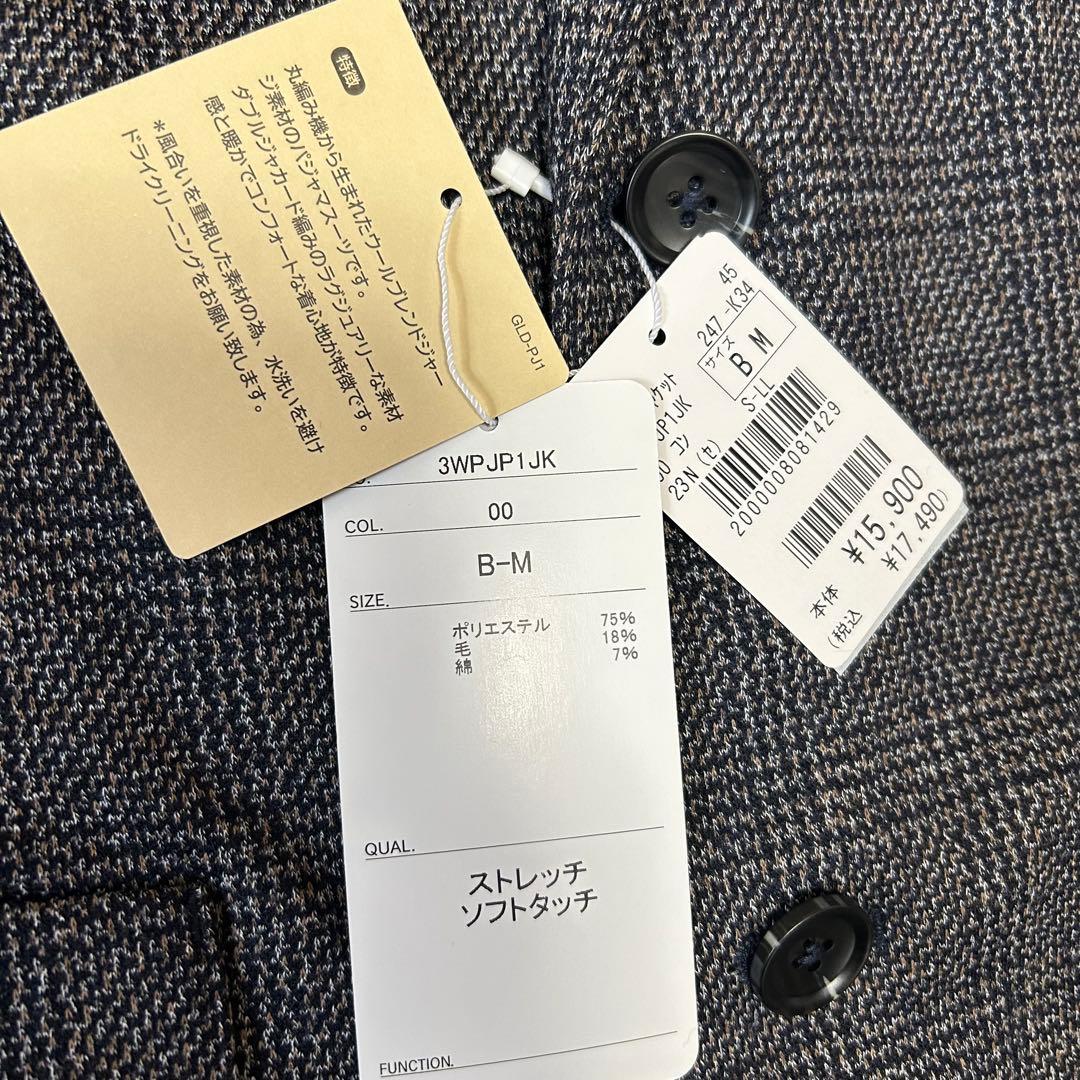 特徴
丸編み機から生まれたウールブレンドジャー
ジ素材のパジャマスーツです。
ダブルジャカード編みのラグジュアリーな素材
感と暖かでコンフォートな着心地が特徴です。
＊風合いを重視した素材の為、水洗いを避け
ドライクリーニングをお願い致します。
GLD-PJ1
3WPJP1JK
COL.
00
B-M
SIZE.
ポリエステル 75%
毛 18%
綿 7%
QUAL.
ストレッチ
ソフトタッチ
FUNCTION.
45
247-K34
サイズ
B M
S-LL
ケット
JP1JK
コン
23N(セ)
2000008081429
本体 ¥15,900
(税込 ¥17,490)